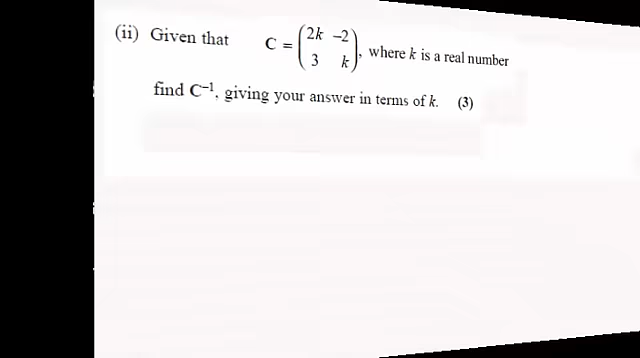 (ii) Given that C = (2k -2
3 k), where k is a real number
find C⁻¹, giving your answer in terms of k. (3)